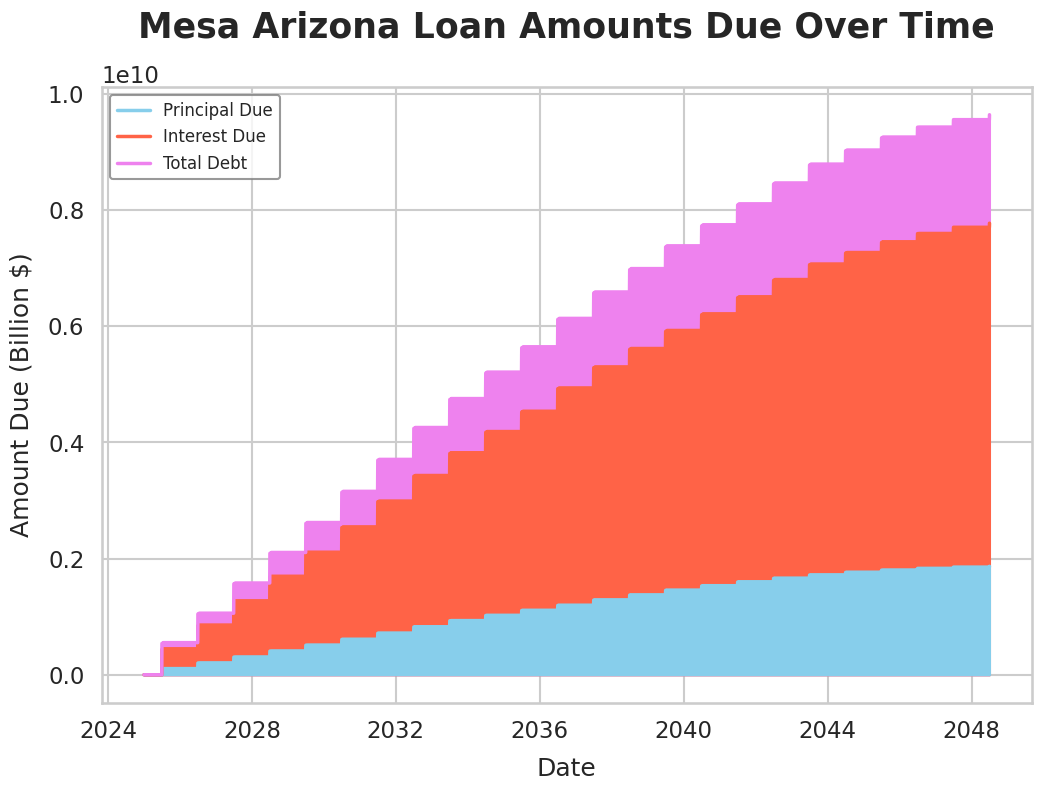 Mesa Arizona Loan Amounts Due Over Time
1e10
1.0
0.8
0.6
0.4
0.2
0.0
Amount Due (Billion $)
Principal Due
Interest Due
Total Debt
2024 2028 2032 2036 2040 2044 2048
Date